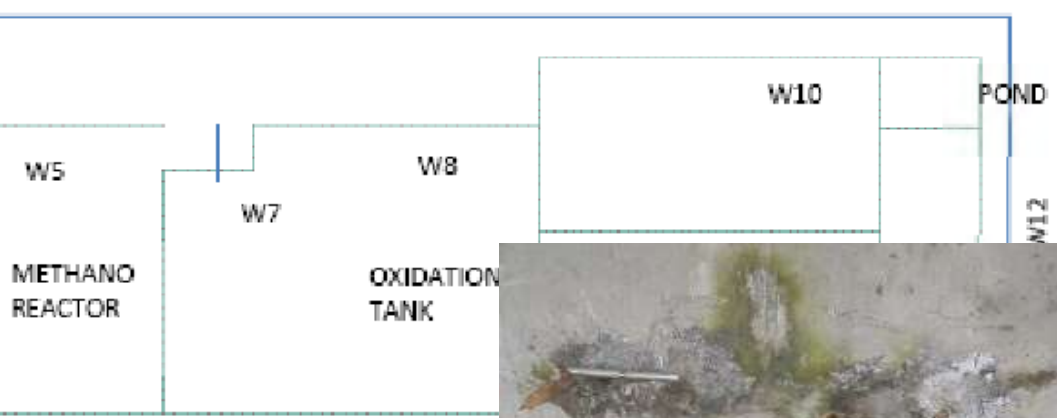 W10
POND
W5
W8
W7
W12
METHANO
REACTOR
OXIDATION
TANK